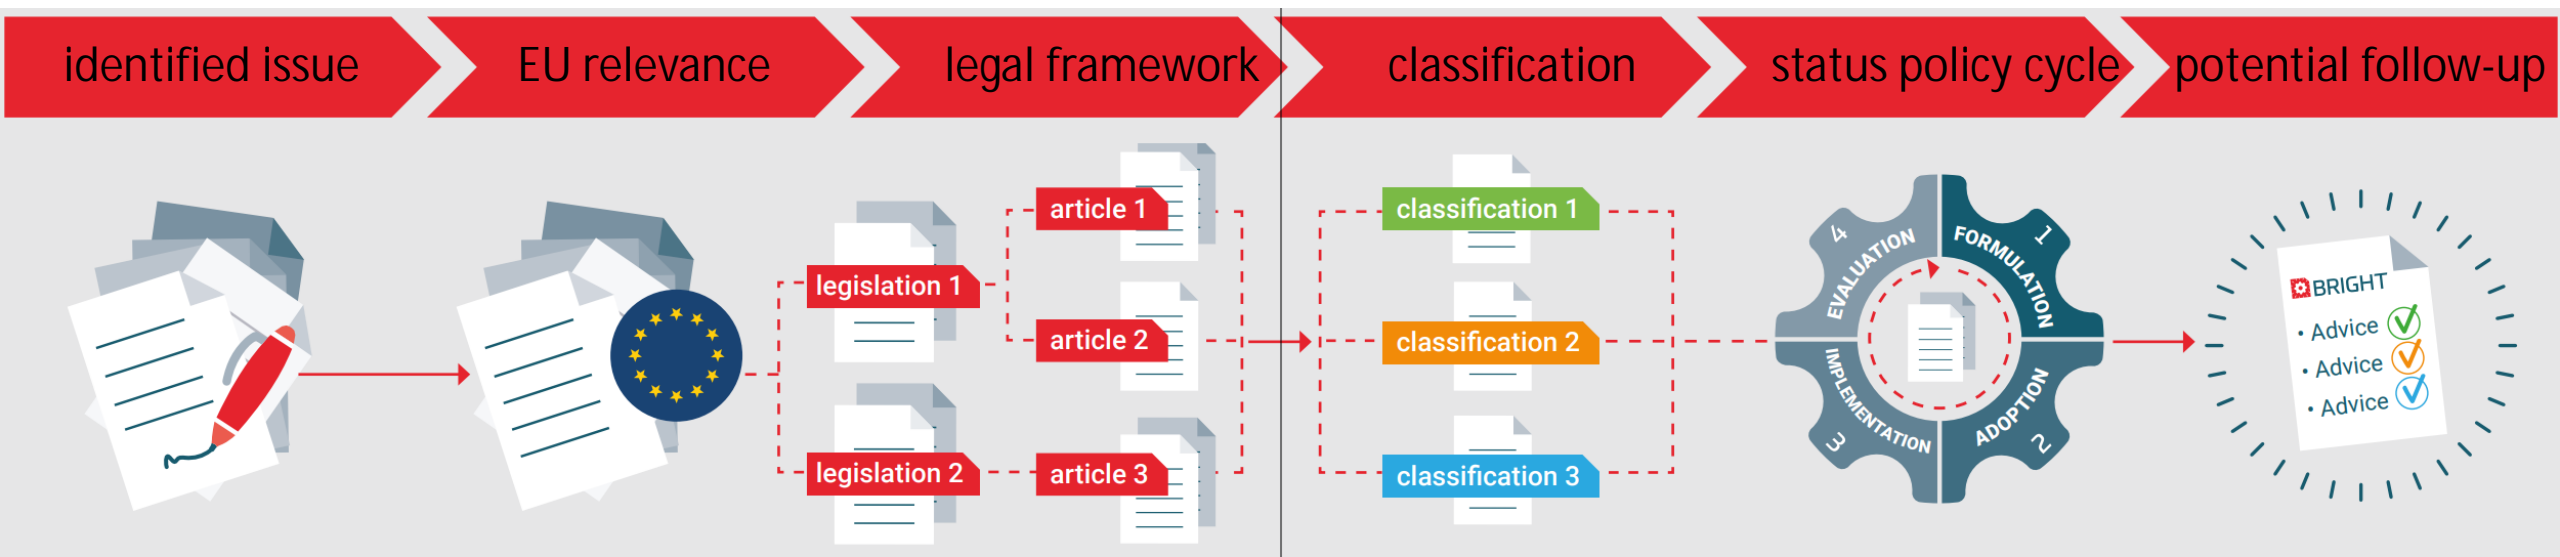 identified issue
EU relevance
legal framework
classification
status policy cycle
potential follow-up
legislation 1
legislation 2
article 1
article 2
article 3
classification 1
classification 2
classification 3
1
FORMULATION
2
ADOPTION
3
IMPLEMENTATION
4
EVALUATION
BRIGHT
• Advice
• Advice
• Advice